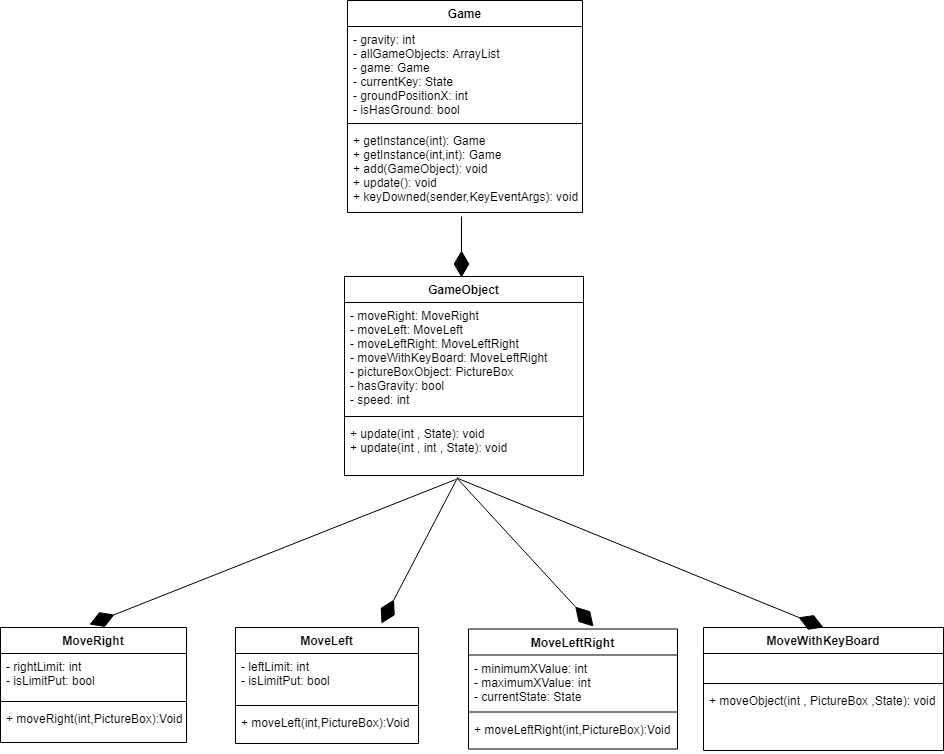 Game
- gravity: int
- allGameObjects: ArrayList
- game: Game
- currentKey: State
- groundPositionX: int
- isHasGround: bool
+ getInstance(int): Game
+ getInstance(int,int): Game
+ add(GameObject): void
+ update(): void
+ keyDowned(sender,KeyEventArgs): void
GameObject
- moveRight: MoveRight
- moveLeft: MoveLeft
- moveLeftRight: MoveLeftRight
- moveWithKeyBoard: MoveLeftRight
- pictureBoxObject: PictureBox
- hasGravity: bool
- speed: int
+ update(int , State): void
+ update(int , int , State): void
MoveRight
- rightLimit: int
- isLimitPut: bool
+ moveRight(int,PictureBox):Void
MoveLeft
- leftLimit: int
- isLimitPut: bool
+ moveLeft(int,PictureBox):Void
MoveLeftRight
- minimumXValue: int
- maximumXValue: int
- currentState: State
+ moveLeftRight(int,PictureBox):Void
MoveWithKeyBoard
+ moveObject(int , PictureBox ,State): void